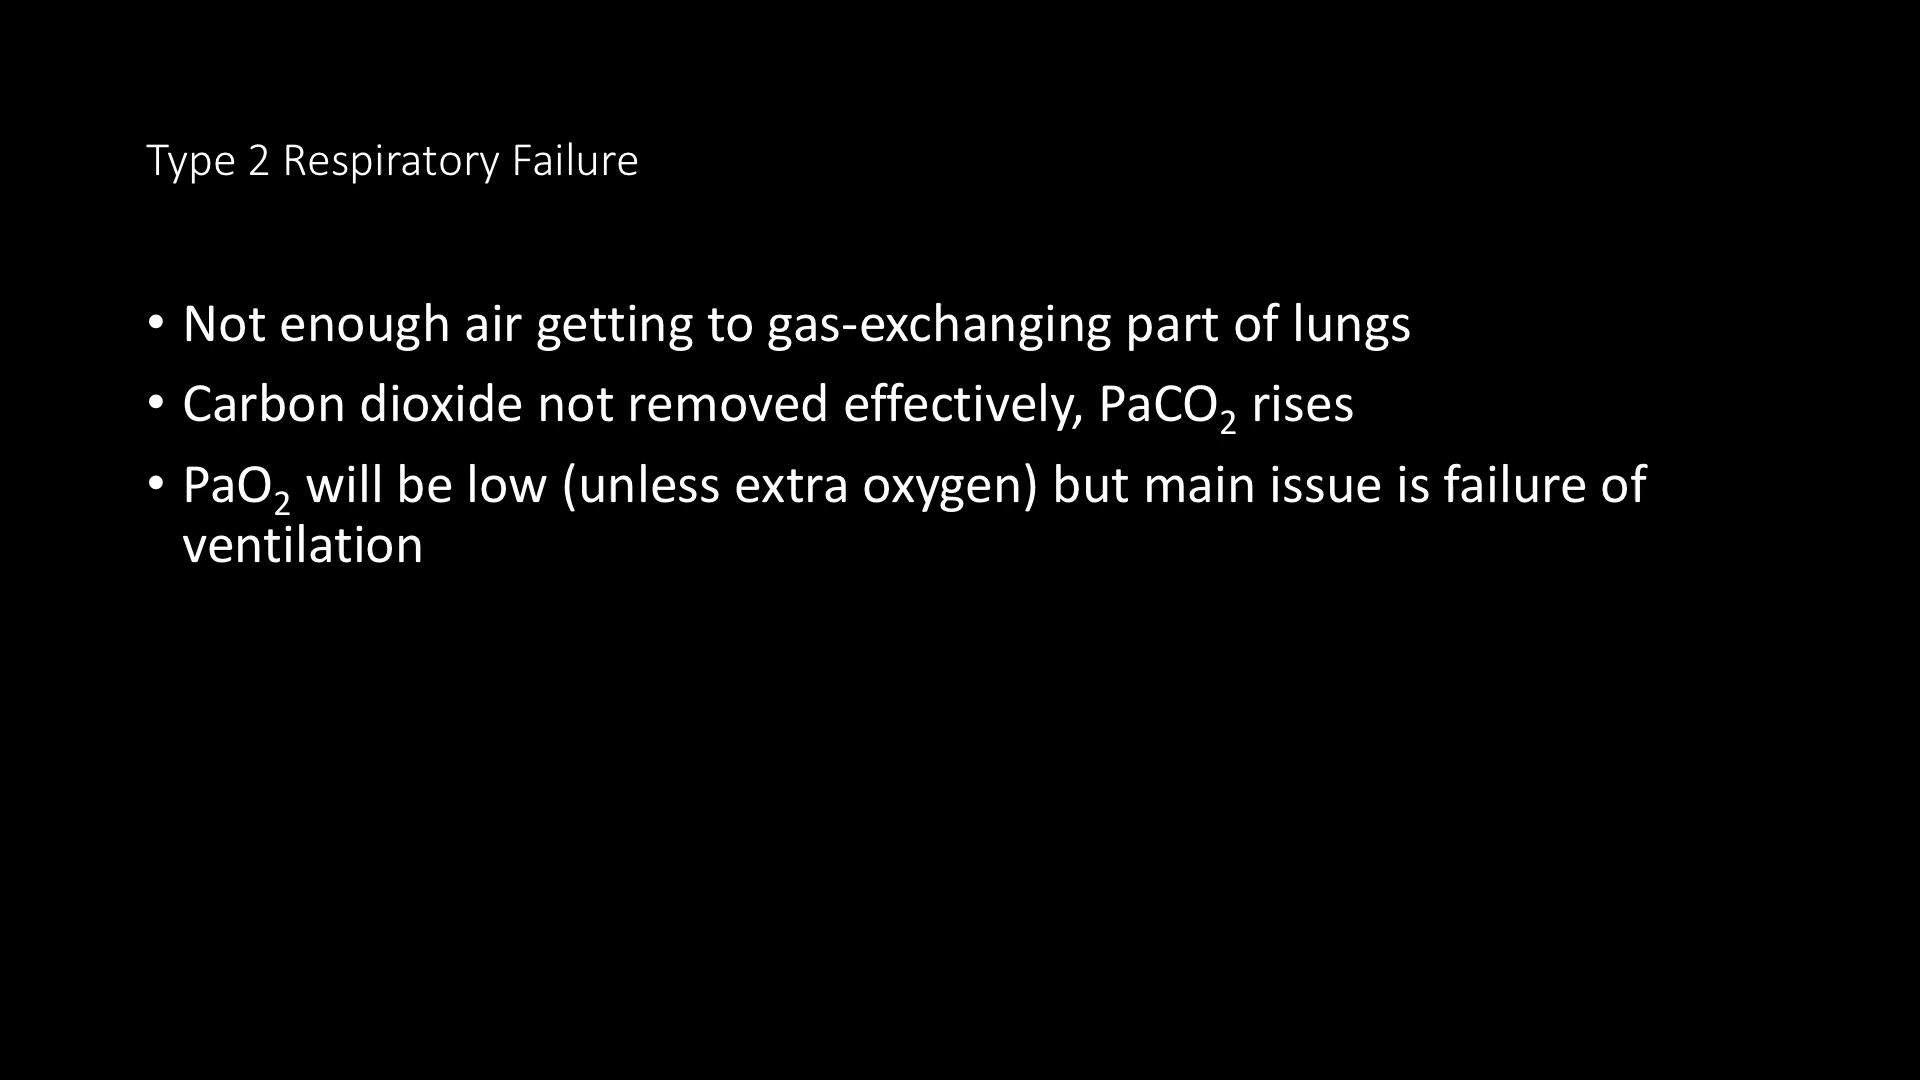 Type 2 Respiratory Failure
• Not enough air getting to gas-exchanging part of lungs
• Carbon dioxide not removed effectively, PaCO₂ rises
• PaO₂ will be low (unless extra oxygen) but main issue is failure of
ventilation